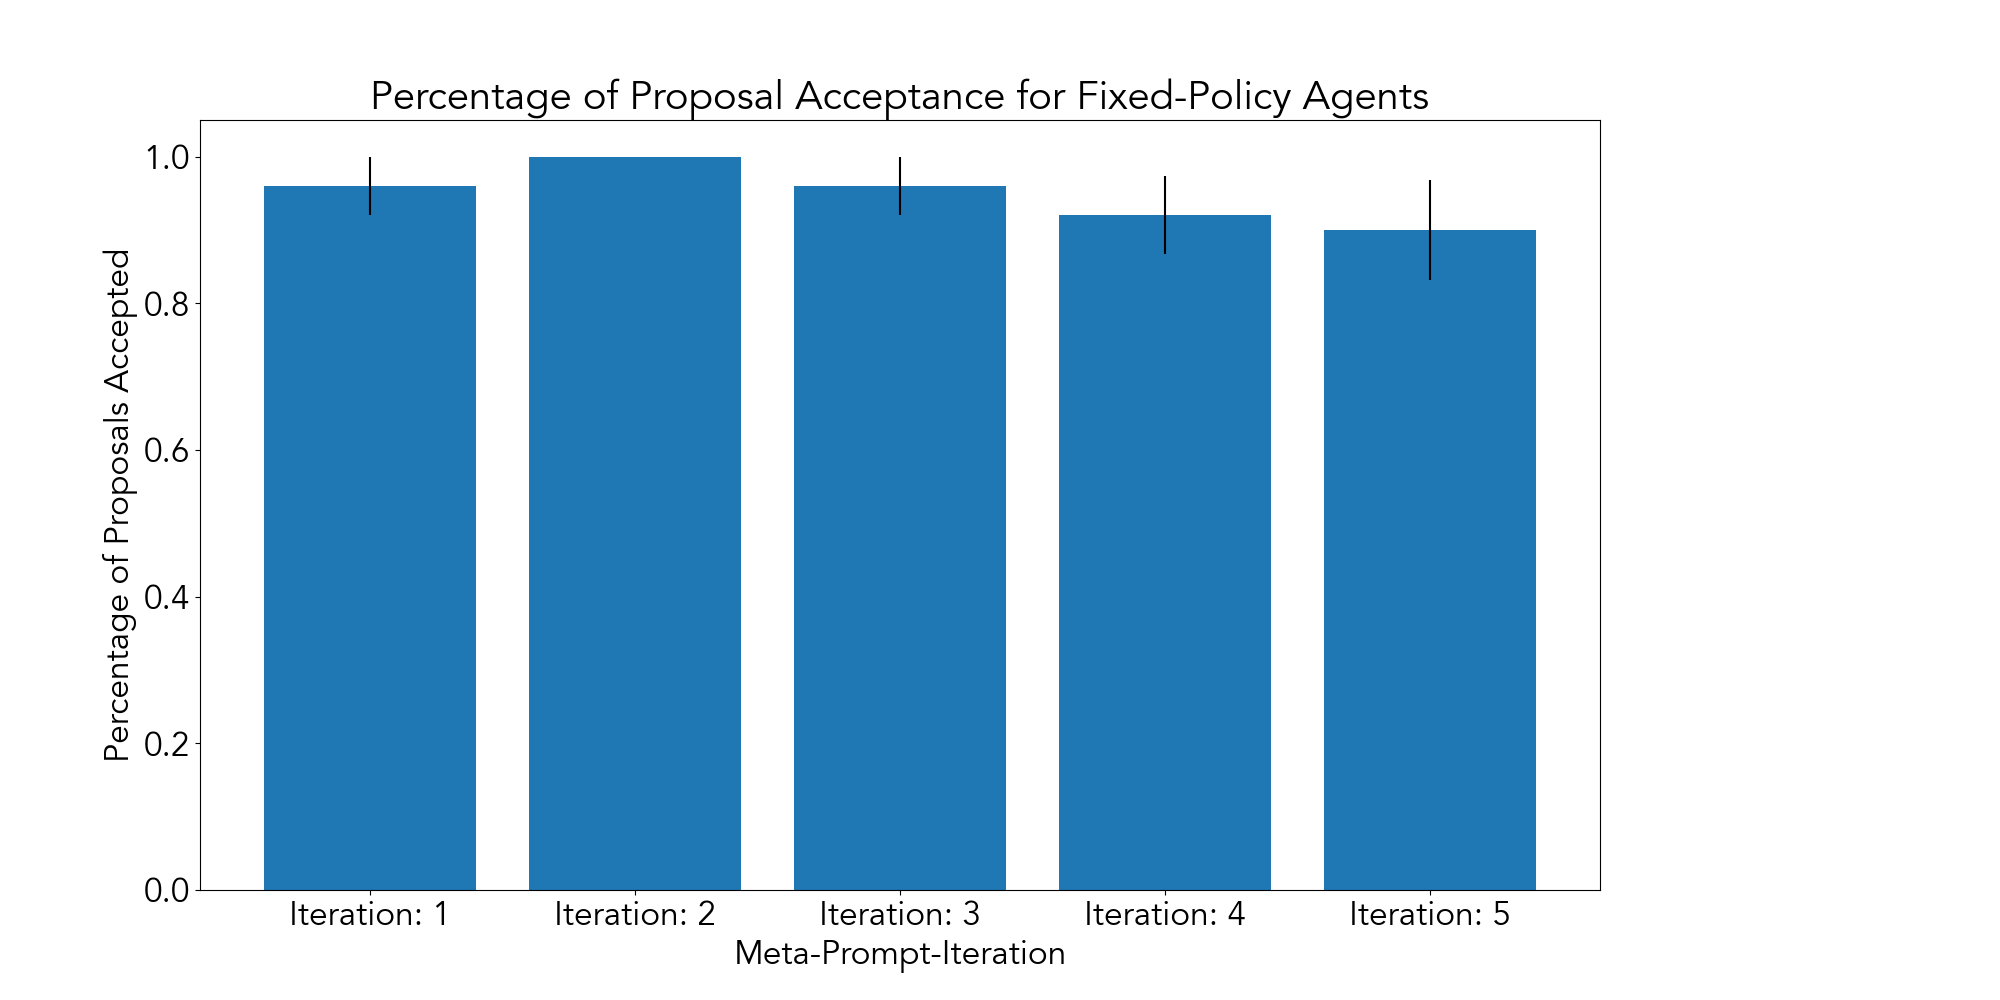 Percentage of Proposal Acceptance for Fixed-Policy Agents
Percentage of Proposals Accepted
1.0
0.8
0.6
0.4
0.2
0.0
Iteration: 1
Iteration: 2
Iteration: 3
Iteration: 4
Iteration: 5
Meta-Prompt-Iteration